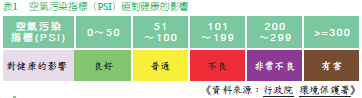 表1 空氣污染指標(PSI)值對健康的影響
空氣污染指標(PSI) 0～50 51～100 101～199 200～299 >=300
對健康的影響 良好 普通 不良 非常不良 有害
《資料來源：行政院 環境保護署》